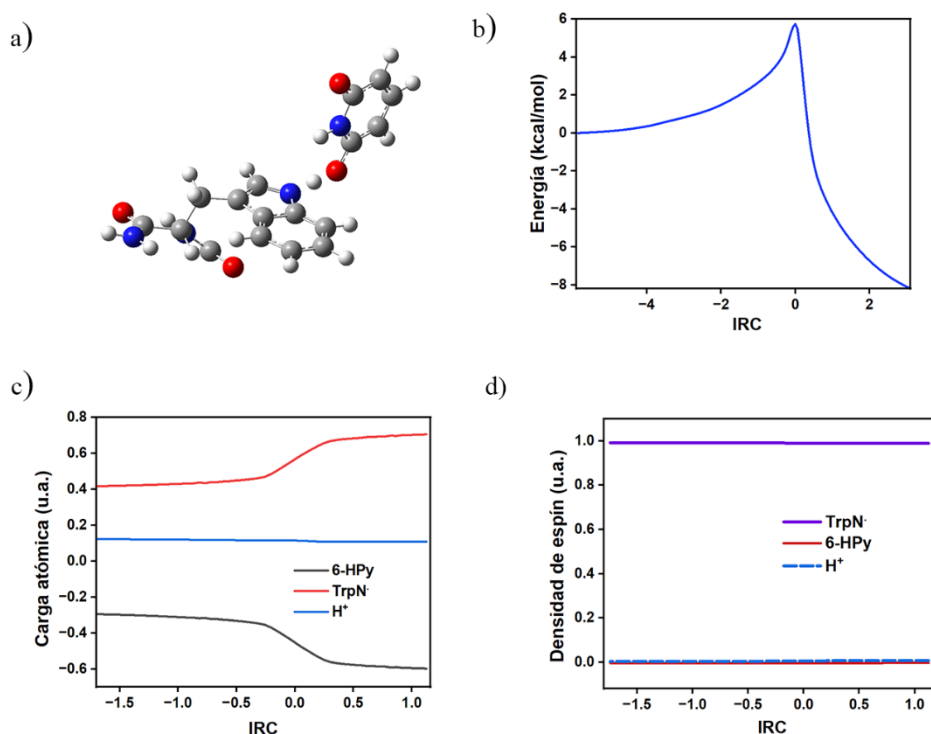 a)
b)
6
4
2
0
−2
−4
−6
−8
Energía (kcal/mol)
−4 −2 0 2
IRC
c)
0.8
0.6
0.4
0.2
0.0
−0.2
−0.4
−0.6
Carga atómica (u.a.)
6-HPy
TrpN·
H+
−1.5 −1.0 −0.5 0.0 0.5 1.0
IRC
d)
1.0
0.8
0.6
0.4
0.2
0.0
Densidad de espín (u.a.)
TrpN·
6-HPy
H+
−1.5 −1.0 −0.5 0.0 0.5 1.0
IRC